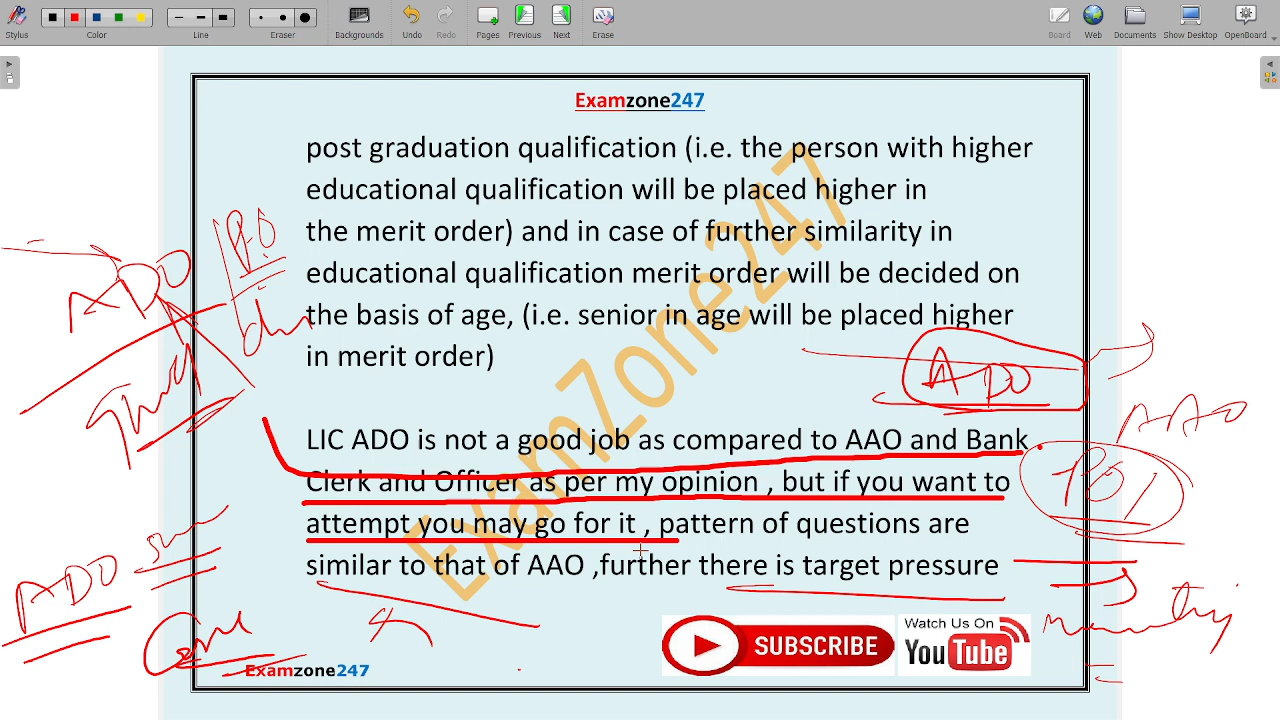 Stylus
Color
Line
Eraser
Backgrounds
Undo
Redo
Pages
Previous
Next
Erase
Board
Web
Documents
Show Desktop
OpenBoard
Examzone247
post graduation qualification (i.e. the person with higher
educational qualification will be placed higher in
the merit order) and in case of further similarity in
educational qualification merit order will be decided on
the basis of age, (i.e. senior in age will be placed higher
in merit order)
LIC ADO is not a good job as compared to AAO and Bank
Clerk and Officer as per my opinion , but if you want to
attempt you may go for it , pattern of questions are
similar to that of AAO ,further there is target pressure
ExamZone247
ADO
P.O
ADO
AAO
PO
ADO
SUBSCRIBE
Watch Us On
YouTube
Examzone247